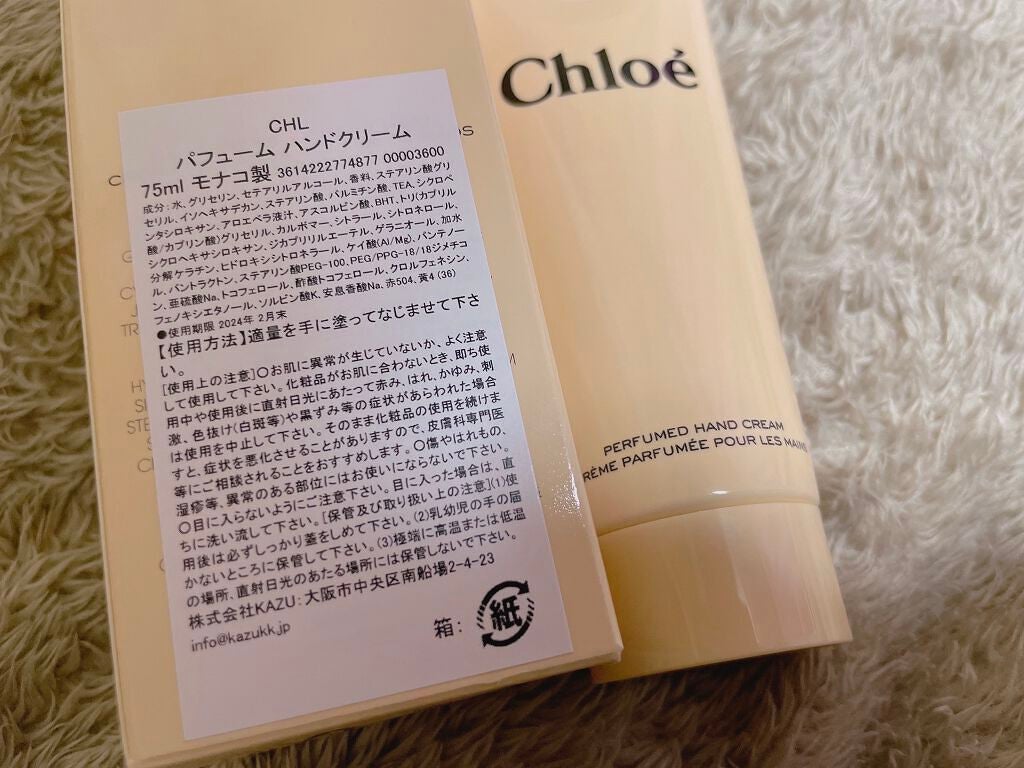 CHL
パフューム ハンドクリーム
75ml モナコ製 3614222774877 00003600
成分:水、グリセリン、セテアリルアルコール、香料、ステアリン酸グリ
セリル、イソヘキサデカン、ステアリン酸、パルミチン酸、TEA、シクロペ
ンタシロキサン、アロエベラ液汁、アスコルビン酸、BHT、トリ(カプリル
酸/カプリン酸)グリセリル、カルボマー、シトラール、シトロネロール、
シクロヘキサシロキサン、ジカプリリルエーテル、ゲラニオール、加水
分解ケラチン、ヒドロキシシトロネラール、ケイ酸(Al/Mg)、パンテノー
ル、パントラクトン、ステアリン酸PEG-100、PEG/PPG-18/18ジメチコ
ン、亜硫酸Na、トコフェロール、酢酸トコフェロール、クロルフェネシン、
フェノキシエタノール、ソルビン酸K、安息香酸Na、赤504、黄4(36)
●使用期限 2024年 2月末
【使用方法】適量を手に塗ってなじませて下さ
い。
[使用上の注意]○お肌に異常が生じていないか、よく注意
して使用して下さい。化粧品がお肌に合わないとき、即ち使
用中や使用後に直射日光にあたって赤み、はれ、かゆみ、刺
激、色抜け(白斑等)や黒ずみ等の症状があらわれた場合
は使用を中止して下さい。そのまま化粧品の使用を続けま
すと、症状を悪化させることがありますので、皮膚科専門医
等にご相談されることをおすすめします。○傷やはれもの、
湿疹等、異常のある部位にはお使いにならないで下さい。
○目に入らないようにご注意下さい。目に入った場合は、直
ちに洗い流して下さい。[保管及び取り扱い上の注意](1)使
用後は必ずしっかり蓋をしめて下さい。(2)乳幼児の手の届
かないところに保管して下さい。(3)極端に高温または低温
の場所、直射日光のあたる場所には保管しないで下さい。
株式会社KAZU:大阪市中央区南船場2-4-23
info@kazukk.jp
箱: 紙
Chloé
PERFUMED HAND CREAM
RÈME PARFUMÉE POUR LES MAINS